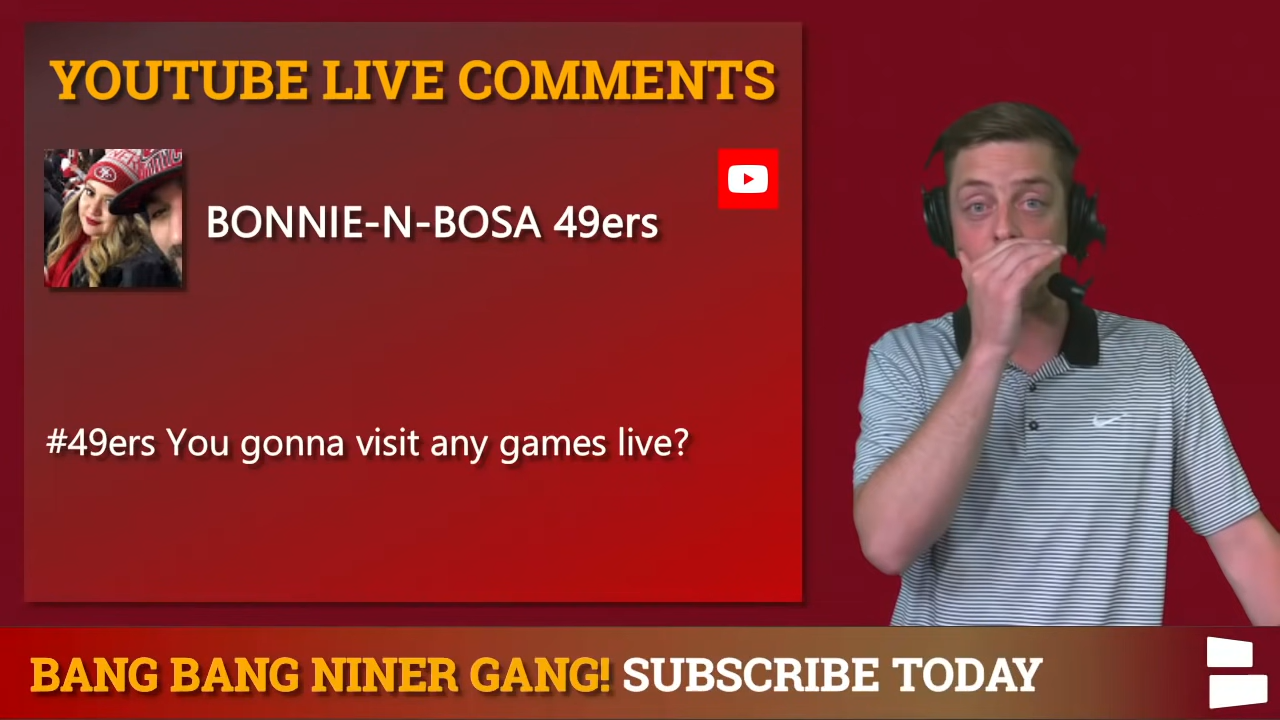 YOUTUBE LIVE COMMENTS
BONNIE-N-BOSA 49ers
#49ers You gonna visit any games live?
BANG BANG NINER GANG! SUBSCRIBE TODAY